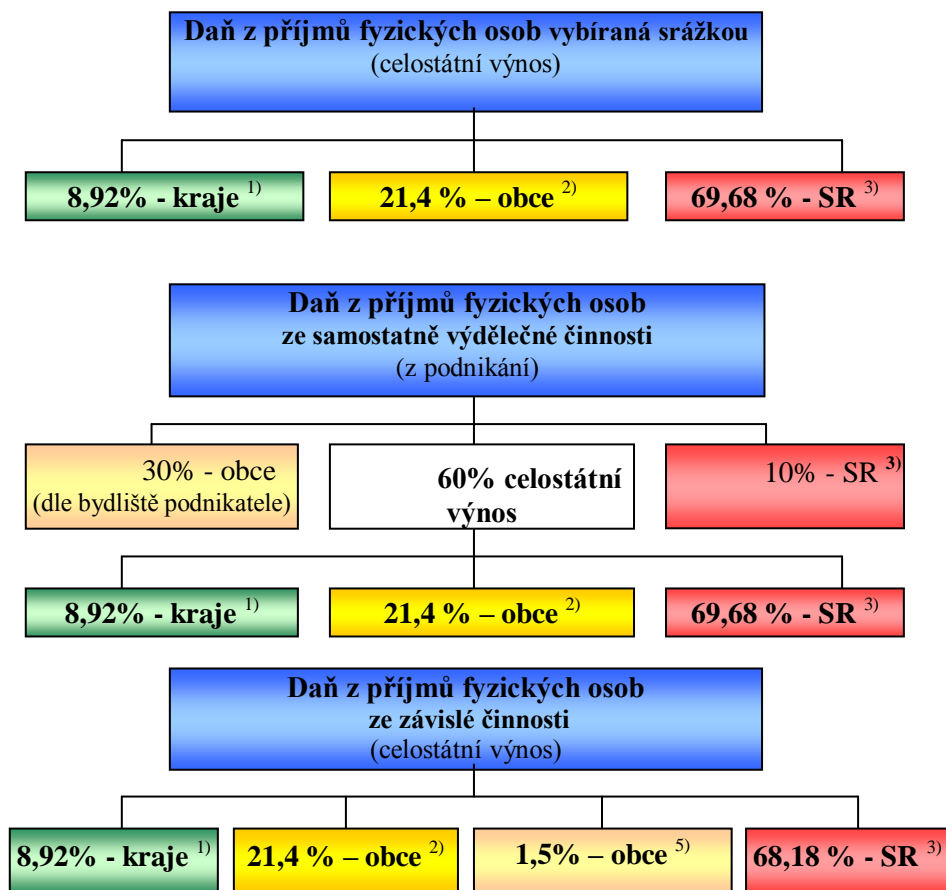 Daň z příjmů fyzických osob vybíraná srážkou
(celostátní výnos)
8,92% - kraje 1)
21,4 % – obce 2)
69,68 % - SR 3)
Daň z příjmů fyzických osob
ze samostatně výdělečné činnosti
(z podnikání)
30% - obce
(dle bydliště podnikatele)
60% celostátní
výnos
10% - SR 3)
8,92% - kraje 1)
21,4 % – obce 2)
69,68 % - SR 3)
Daň z příjmů fyzických osob
ze závislé činnosti
(celostátní výnos)
8,92% - kraje 1)
21,4 % – obce 2)
1,5% – obce 5)
68,18 % - SR 3)